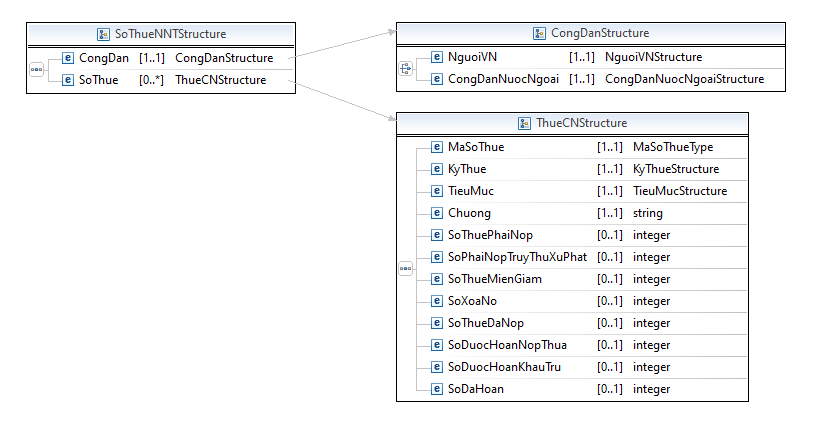 SoThueNNTStructure
CongDan [1..1] CongDanStructure
SoThue [0..*] ThueCNStructure
CongDanStructure
NguoiVN [1..1] NguoiVNStructure
CongDanNuocNgoai [1..1] CongDanNuocNgoaiStructure
ThueCNStructure
MaSoThue [1..1] MaSoThueType
KyThue [1..1] KyThueStructure
TieuMuc [1..1] TieuMucStructure
Chuong [1..1] string
SoThuePhaiNop [0..1] integer
SoPhaiNopTruyThuXuPhat [0..1] integer
SoThueMienGiam [0..1] integer
SoXoaNo [0..1] integer
SoThueDaNop [0..1] integer
SoDuocHoanNopThua [0..1] integer
SoDuocHoanKhauTru [0..1] integer
SoDaHoan [0..1] integer